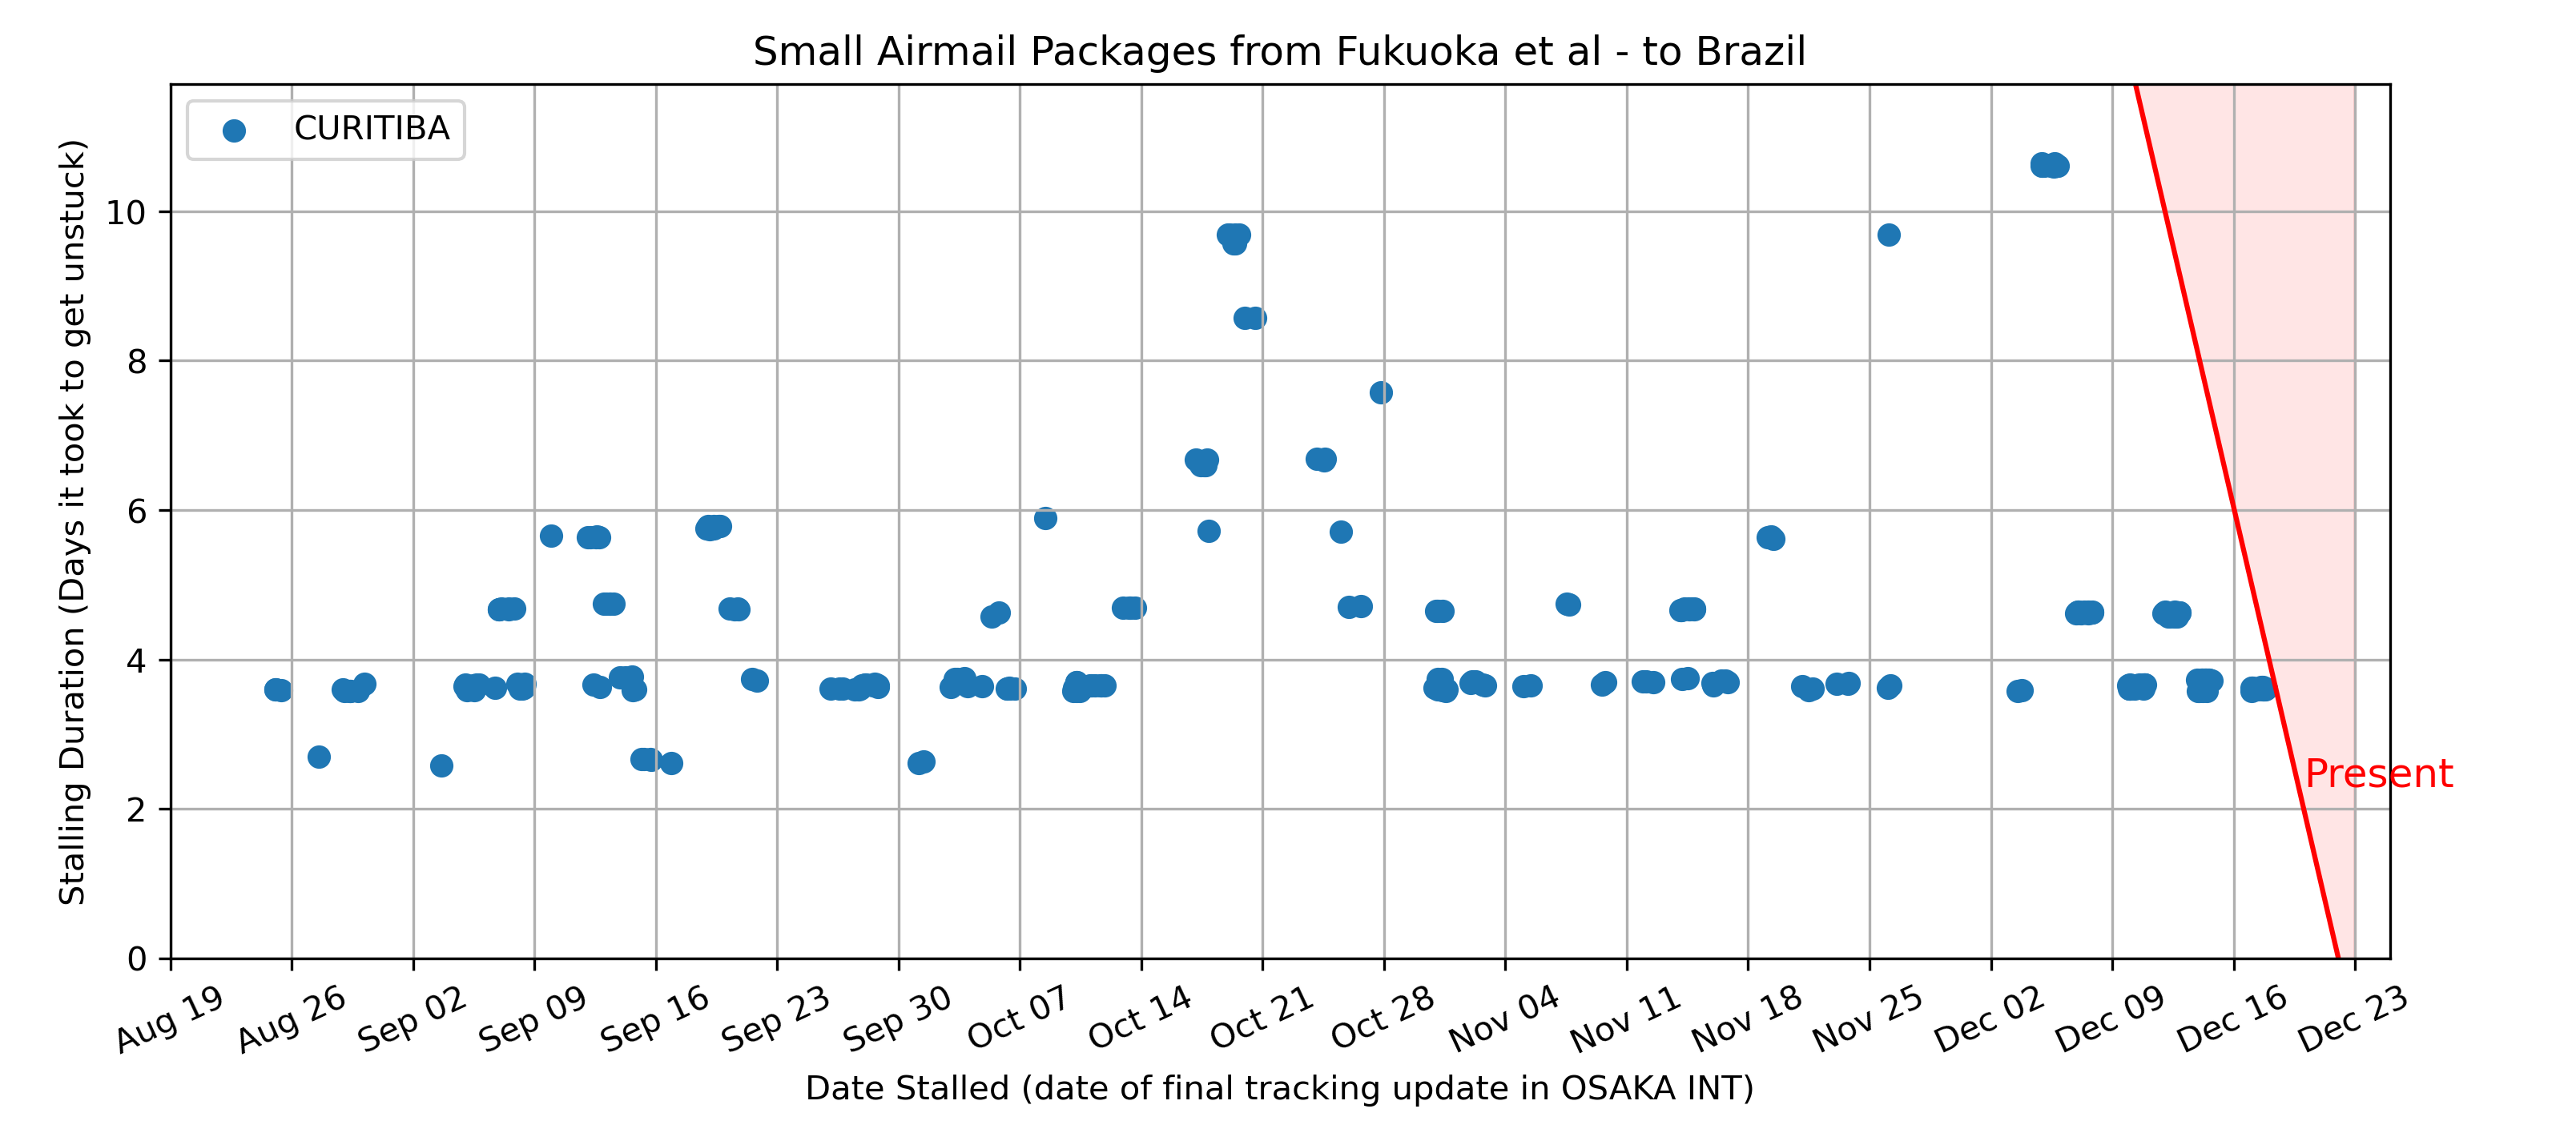 Small Airmail Packages from Fukuoka et al - to Brazil
CURITIBA
Stalling Duration (Days it took to get unstuck)
10
8
6
4
2
0
Present
Aug 19
Aug 26
Sep 02
Sep 09
Sep 16
Sep 23
Sep 30
Oct 07
Oct 14
Oct 21
Oct 28
Nov 04
Nov 11
Nov 18
Nov 25
Dec 02
Dec 09
Dec 16
Dec 23
Date Stalled (date of final tracking update in OSAKA INT)